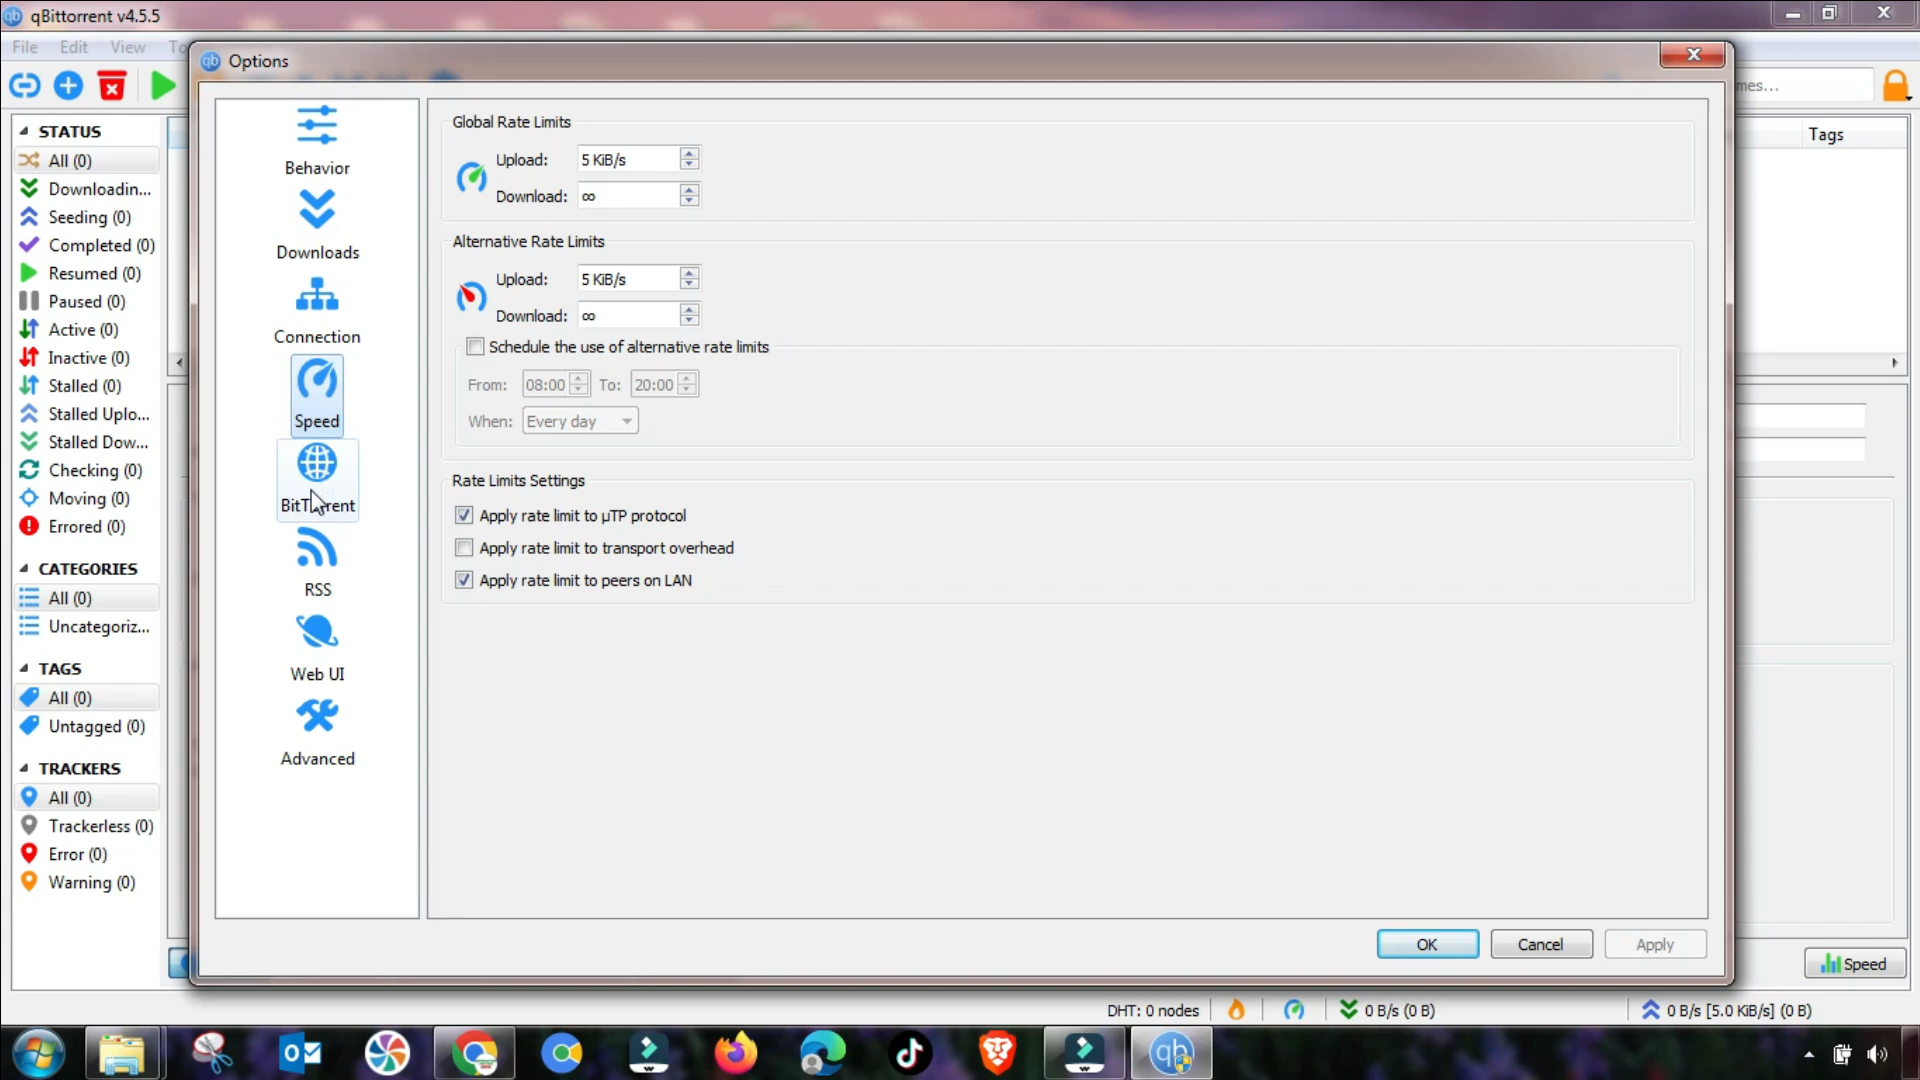 qBittorrent v4.5.5
File Edit View To
Options
mes...
STATUS
All (0)
Downloadin...
Seeding (0)
Completed (0)
Resumed (0)
Paused (0)
Active (0)
Inactive (0)
Stalled (0)
Stalled Uplo...
Stalled Dow...
Checking (0)
Moving (0)
Errored (0)
CATEGORIES
All (0)
Uncategoriz...
TAGS
All (0)
Untagged (0)
TRACKERS
All (0)
Trackerless (0)
Error (0)
Warning (0)
Behavior
Downloads
Connection
Speed
BitTorrent
RSS
Web UI
Advanced
Global Rate Limits
Upload: 5 KiB/s
Download: ∞
Alternative Rate Limits
Upload: 5 KiB/s
Download: ∞
Schedule the use of alternative rate limits
From: 08:00 To: 20:00
When: Every day
Rate Limits Settings
Apply rate limit to µTP protocol
Apply rate limit to transport overhead
Apply rate limit to peers on LAN
OK Cancel Apply
Tags
Speed
DHT: 0 nodes 0 B/s (0 B) 0 B/s [5.0 KiB/s] (0 B)